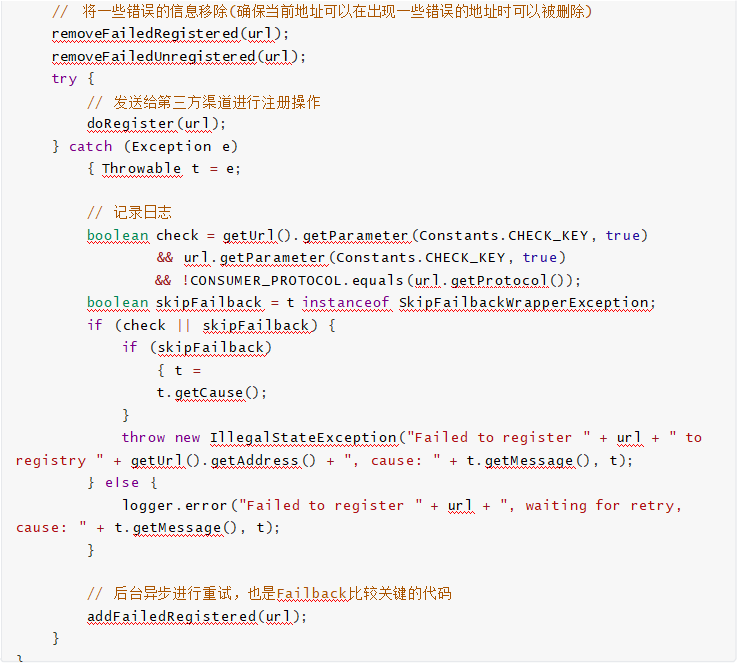 // 将一些错误的信息移除(确保当前地址可以在出现一些错误的地址时可以被删除)
removeFailedRegistered(url);
removeFailedUnregistered(url);
try {
// 发送给第三方渠道进行注册操作
doRegister(url);
} catch (Exception e)
{ Throwable t = e;
// 记录日志
boolean check = getUrl().getParameter(Constants.CHECK_KEY, true)
&& url.getParameter(Constants.CHECK_KEY, true)
&& !CONSUMER_PROTOCOL.equals(url.getProtocol());
boolean skipFailback = t instanceof SkipFailbackWrapperException;
if (check || skipFailback) {
if (skipFailback)
{ t =
t.getCause();
}
throw new IllegalStateException("Failed to register " + url + " to
registry " + getUrl().getAddress() + ", cause: " + t.getMessage(), t);
} else {
logger.error("Failed to register " + url + ", waiting for retry,
cause: " + t.getMessage(), t);
}
// 后台异步进行重试，也是Failback比较关键的代码
addFailedRegistered(url);
}
}